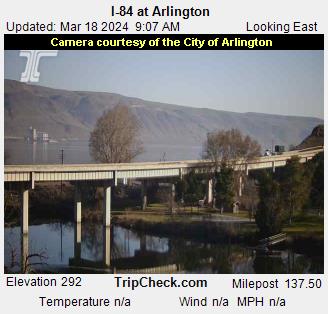 I-84 at Arlington
Updated: Mar 18 2024 9:07 AM Looking East
Camera courtesy of the City of Arlington
Elevation 292 TripCheck.com Milepost 137.50
Temperature n/a Wind n/a MPH n/a